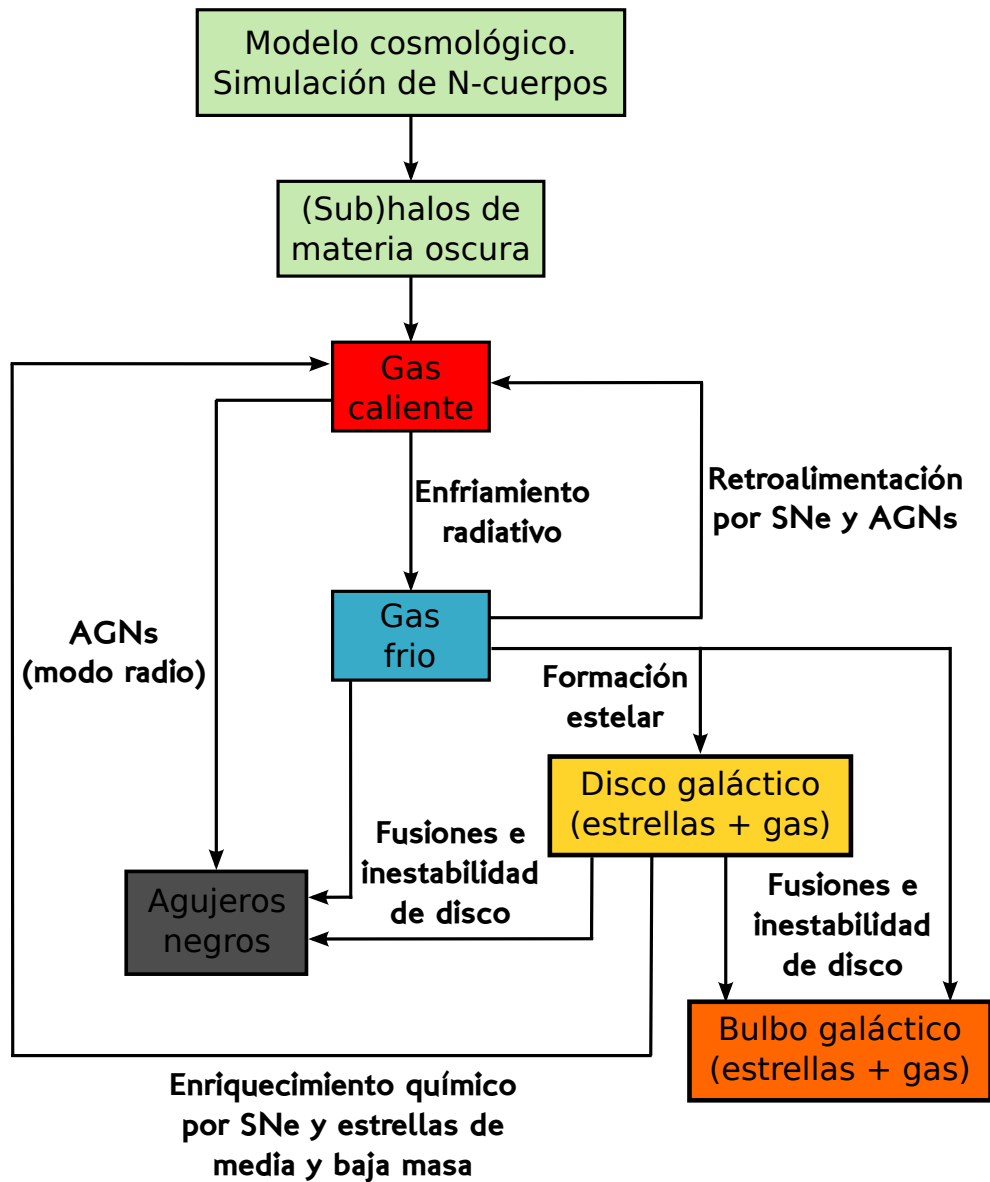 Modelo cosmológico.
Simulación de N-cuerpos
(Sub)halos de
materia oscura
Gas
caliente
Enfriamiento
radiativo
Retroalimentación
por SNe y AGNs
Gas
frio
AGNs
(modo radio)
Formación
estelar
Disco galáctico
(estrellas + gas)
Fusiones e
inestabilidad
de disco
Agujeros
negros
Fusiones e
inestabilidad
de disco
Bulbo galáctico
(estrellas + gas)
Enriquecimiento químico
por SNe y estrellas de
media y baja masa